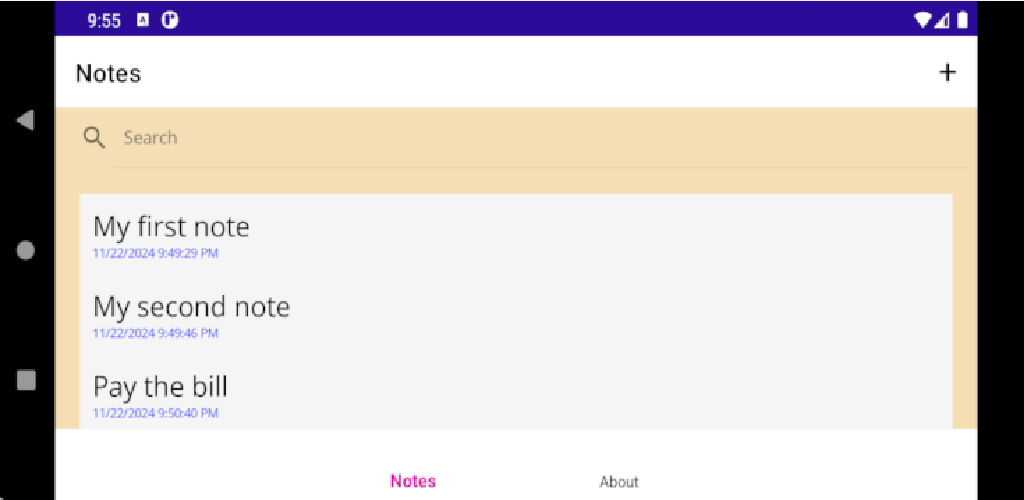 9:55
Notes
+
Search
My first note
11/22/2024 9:49:29 PM
My second note
11/22/2024 9:49:46 PM
Pay the bill
11/22/2024 9:50:40 PM
Notes About